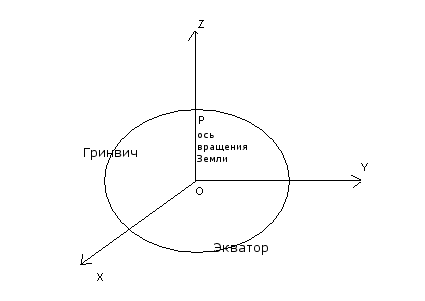 Z
P
ось
вращения
Земли
Гринвич
Y
O
Экватор
X